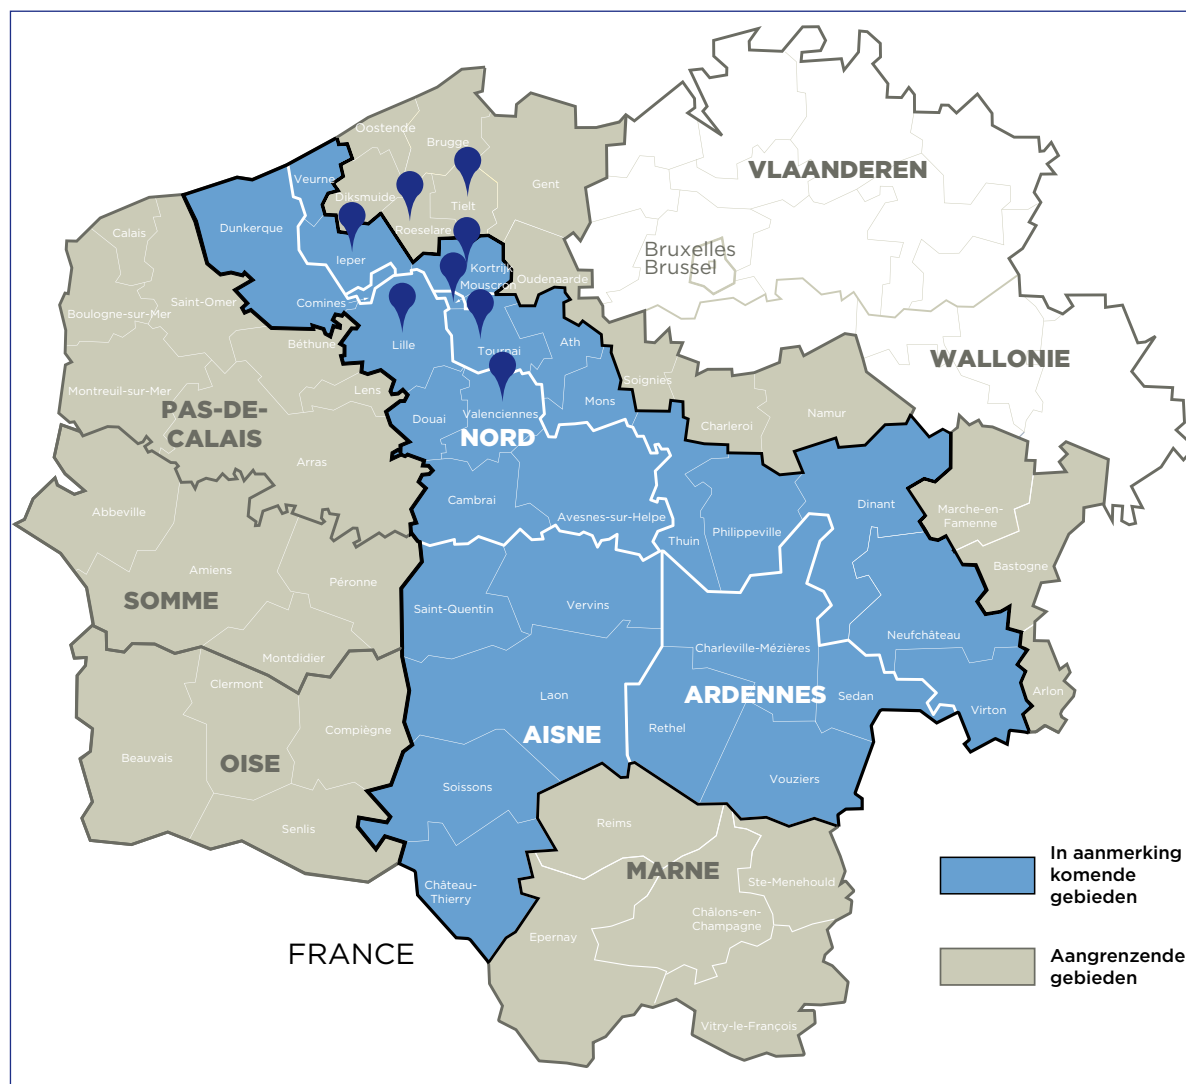 Oostende
Brugge
VLAANDEREN
Veurne
Gent
Diksmuide
Tielt
Dunkerque
Calais
Roeselare
Bruxelles
Brussel
Ieper
Kortrijk
Oudenaarde
Mouscron
Saint-Omer
Comines
Boulogne-sur-Mer
Béthune
Lille
Tournai
Ath
WALLONIE
Soignies
Montreuil-sur-Mer
Lens
Mons
PAS-DE-
CALAIS
Douai
Valenciennes
Namur
Charleroi
NORD
Arras
Cambrai
Dinant
Abbeville
Avesnes-sur-Helpe
Marche-en-
Famenne
Thuin
Philippeville
Bastogne
Amiens
Péronne
SOMME
Saint-Quentin
Vervins
Neufchâteau
Montdidier
Charleville-Mézières
Clermont
Laon
ARDENNES
Sedan
Arlon
Virton
Compiègne
Rethel
AISNE
Beauvais
OISE
Soissons
Vouziers
Senlis
Reims
MARNE
Château-
Thierry
Ste-Menehould
Châlons-en-
Champagne
Epernay
FRANCE
Vitry-le-François
In aanmerking
komende
gebieden
Aangrenzende
gebieden